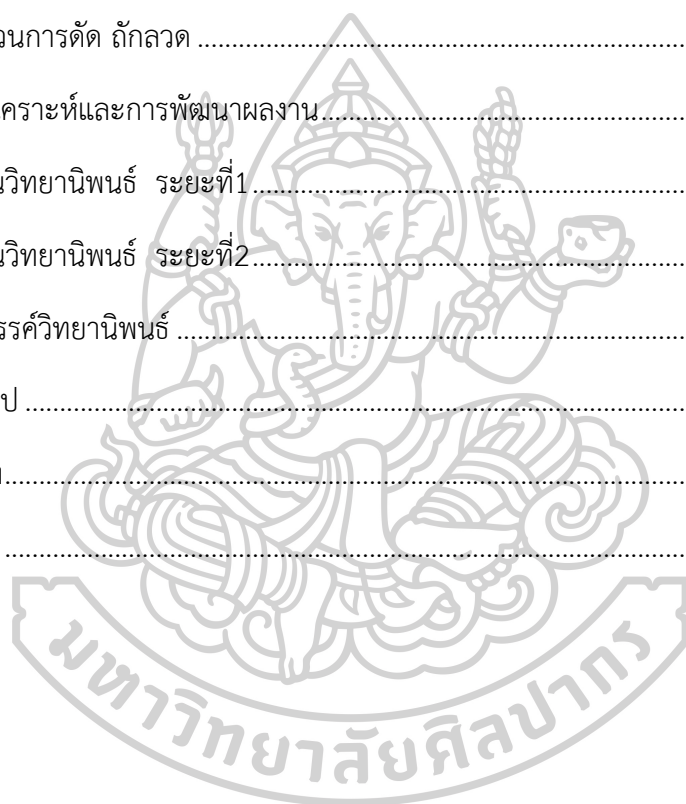 วนการดัด ถักลวด
เคราะห์และการพัฒนาผลงาน
นวิทยานิพนธ์ ระยะที่1
นวิทยานิพนธ์ ระยะที่2
รรค์วิทยานิพนธ์
ป
มหาวิทยาลัยศิลปากร